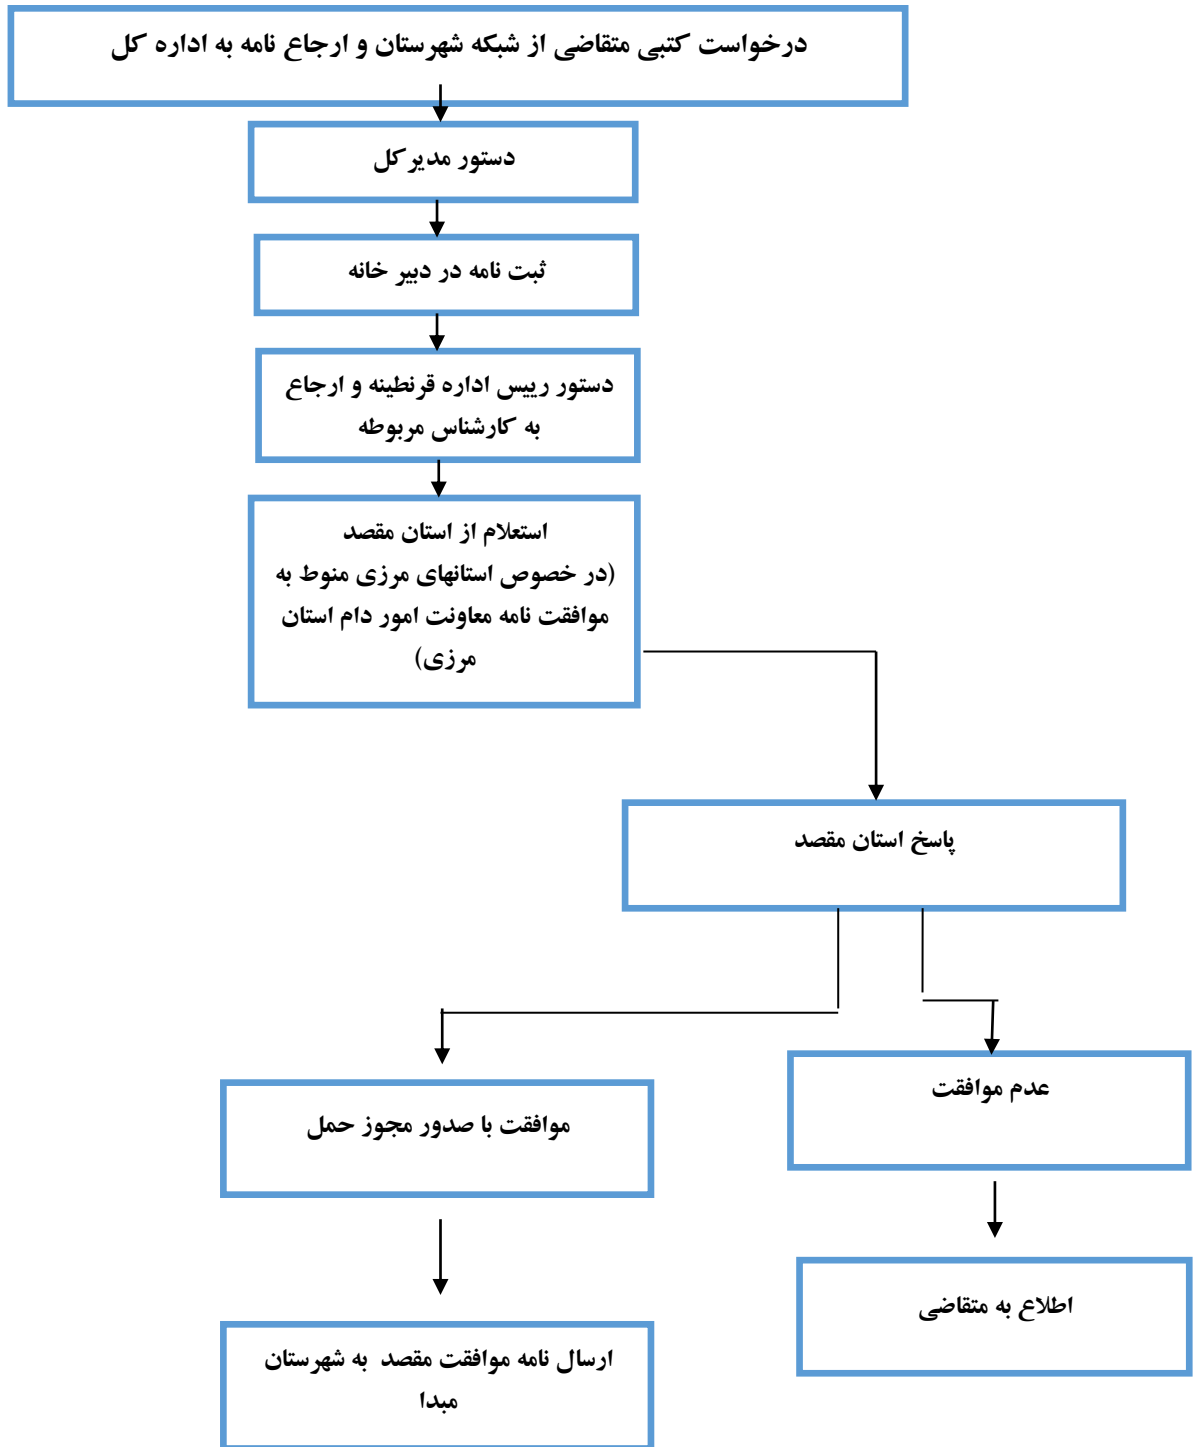 درخواست کتبی متقاضی از شبکه شهرستان و ارجاع نامه به اداره کل
دستور مدیرکل
ثبت نامه در دبیر خانه
دستور رییس اداره قرنطینه و ارجاع
به کارشناس مربوطه
استعلام از استان مقصد
(در خصوص استانهای مرزی منوط به
موافقت نامه معاونت امور دام استان
مرزی)
پاسخ استان مقصد
عدم موافقت
موافقت با صدور مجوز حمل
اطلاع به متقاضی
ارسال نامه موافقت مقصد به شهرستان
مبدا